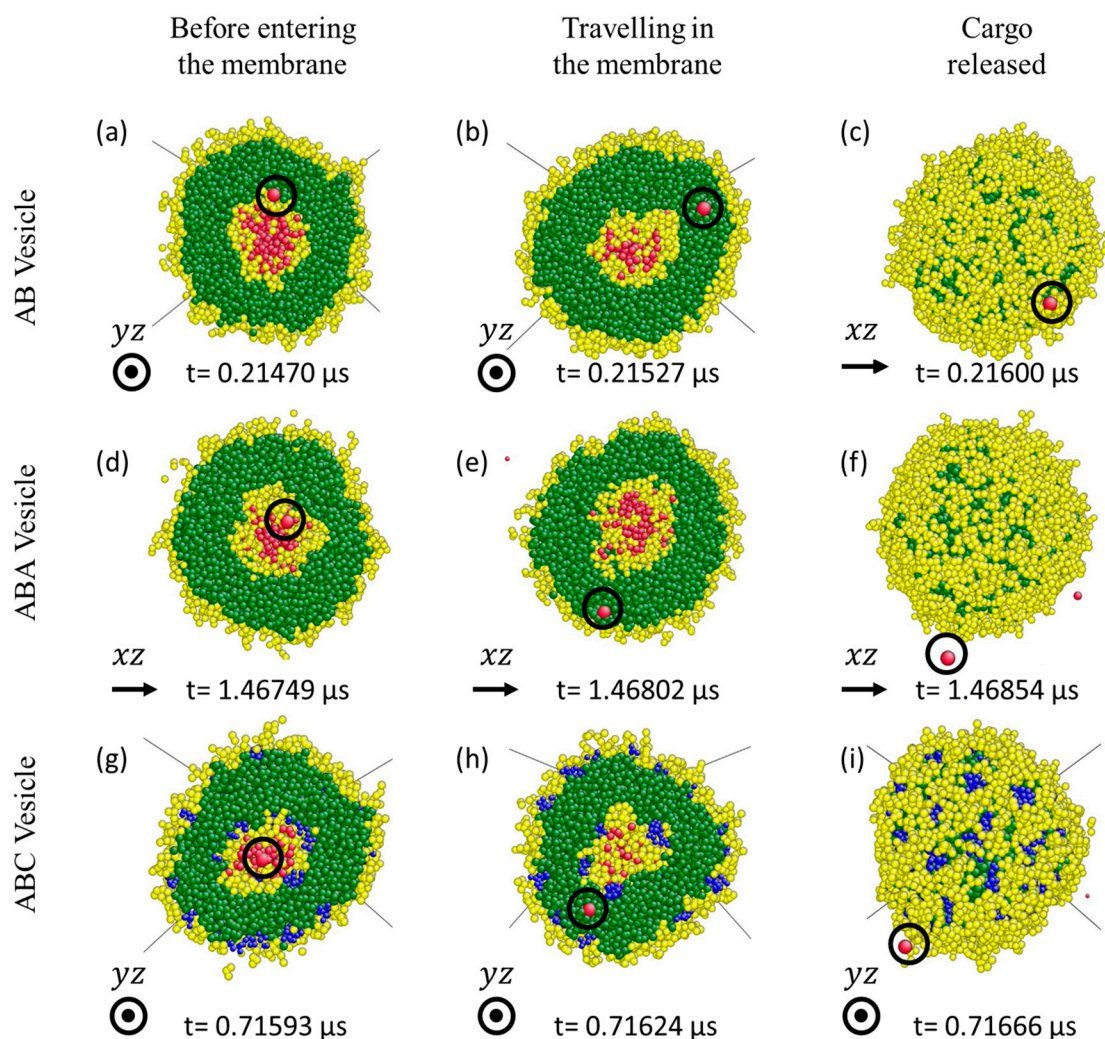 Before entering
the membrane
Travelling in
the membrane
Cargo
released
AB Vesicle
(a)
yz
t= 0.21470 µs
(b)
yz
t= 0.21527 µs
(c)
xz
t= 0.21600 µs
ABA Vesicle
(d)
xz
t= 1.46749 µs
(e)
xz
t= 1.46802 µs
(f)
xz
t= 1.46854 µs
ABC Vesicle
(g)
yz
t= 0.71593 µs
(h)
yz
t= 0.71624 µs
(i)
yz
t= 0.71666 µs